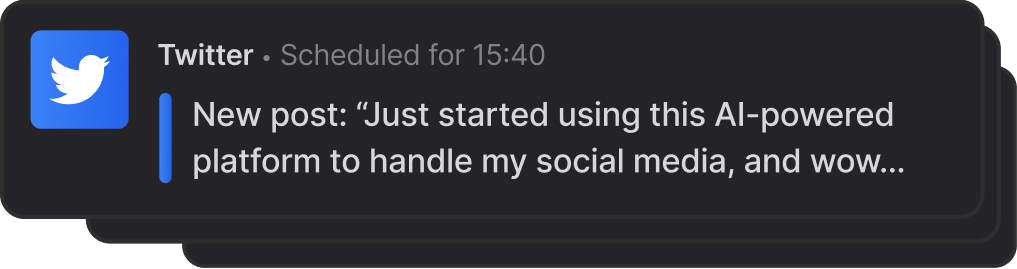 Twitter • Scheduled for 15:40
New post: “Just started using this AI-powered
platform to handle my social media, and wow...